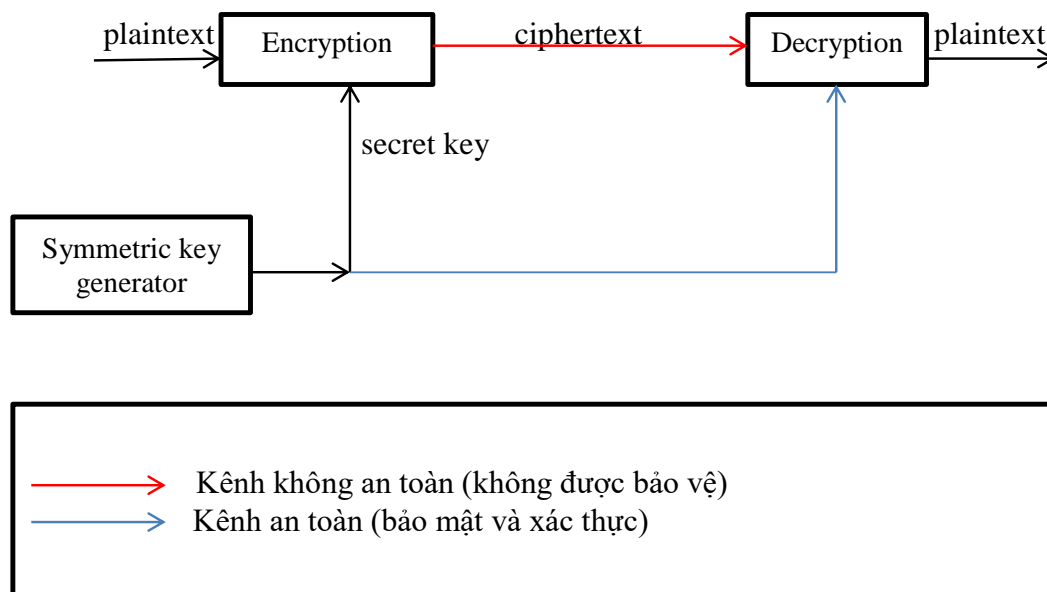 plaintext
Encryption
ciphertext
Decryption
plaintext
secret key
Symmetric key
generator
Kênh không an toàn (không được bảo vệ)
Kênh an toàn (bảo mật và xác thực)